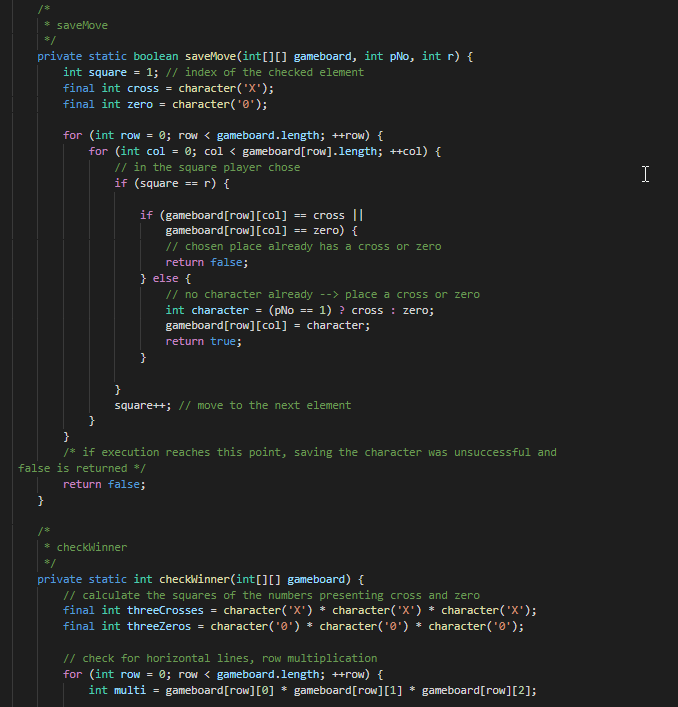 /*
* saveMove
*/
private static boolean saveMove(int[][] gameboard, int pNo, int r) {
int square = 1; // index of the checked element
final int cross = character('X');
final int zero = character('0');
for (int row = 0; row < gameboard.length; ++row) {
for (int col = 0; col < gameboard[row].length; ++col) {
// in the square player chose
if (square == r) {
if (gameboard[row][col] == cross ||
gameboard[row][col] == zero) {
// chosen place already has a cross or zero
return false;
} else {
// no character already --> place a cross or zero
int character = (pNo == 1) ? cross : zero;
gameboard[row][col] = character;
return true;
}
}
square++; // move to the next element
}
}
/* if execution reaches this point, saving the character was unsuccessful and
false is returned */
return false;
}
/*
* checkWinner
*/
private static int checkWinner(int[][] gameboard) {
// calculate the squares of the numbers presenting cross and zero
final int threeCrosses = character('X') * character('X') * character('X');
final int threeZeros = character('0') * character('0') * character('0');
// check for horizontal lines, row multiplication
for (int row = 0; row < gameboard.length; ++row) {
int multi = gameboard[row][0] * gameboard[row][1] * gameboard[row][2];